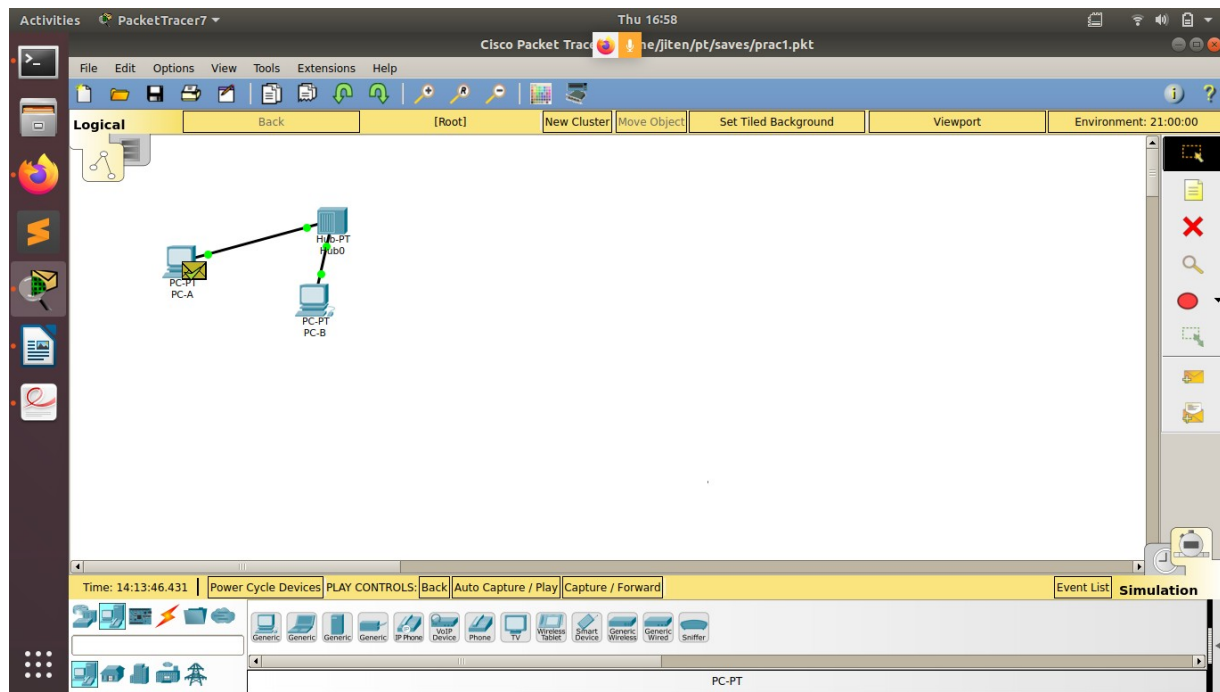 Activities PacketTracer7 Thu 16:58
Cisco Packet Trac ne/jiten/pt/saves/prac1.pkt
File Edit Options View Tools Extensions Help
Logical Back [Root] New Cluster Move Object Set Tiled Background Viewport Environment: 21:00:00
Hub-PT
Hub0
PC-PT
PC-A
PC-PT
PC-B
Time: 14:13:46.431 Power Cycle Devices PLAY CONTROLS: Back Auto Capture / Play Capture / Forward Event List Simulation
Generic Generic Generic Generic IP Phone VoIP Device Phone TV Wireless Tablet Smart Device Generic Wireless Generic Wired Sniffer
PC-PT